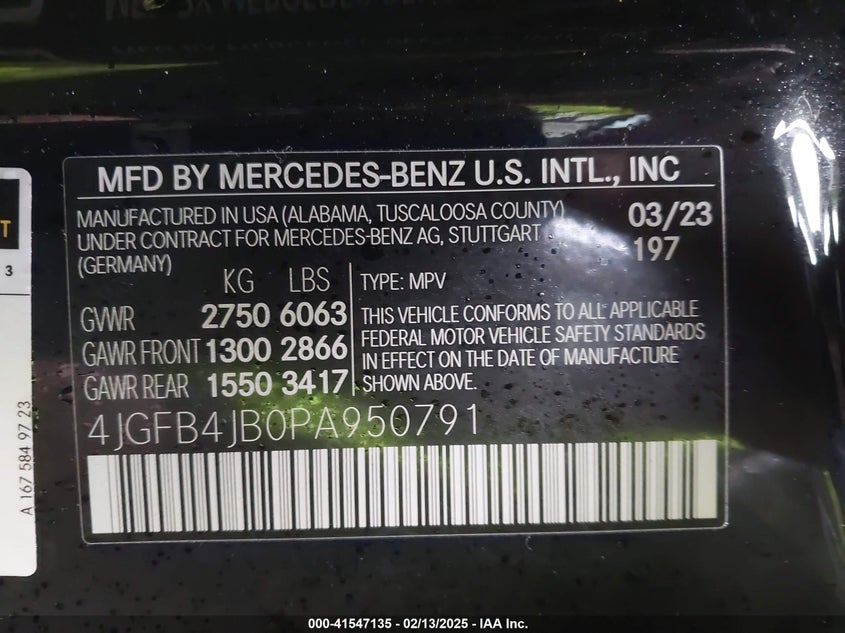 MFD BY MERCEDES-BENZ U.S. INTL., INC
MANUFACTURED IN USA (ALABAMA, TUSCALOOSA COUNTY) 03/23
UNDER CONTRACT FOR MERCEDES-BENZ AG, STUTTGART 197
(GERMANY)
KG LBS
GVWR 2750 6063
GAWR FRONT 1300 2866
GAWR REAR 1550 3417
TYPE: MPV
THIS VEHICLE CONFORMS TO ALL APPLICABLE
FEDERAL MOTOR VEHICLE SAFETY STANDARDS
IN EFFECT ON THE DATE OF MANUFACTURE
SHOWN ABOVE.
4JGFB4JB0PA950791
T
3
A 167 584 97 23
000-41547135 - 02/13/2025 - IAA Inc.